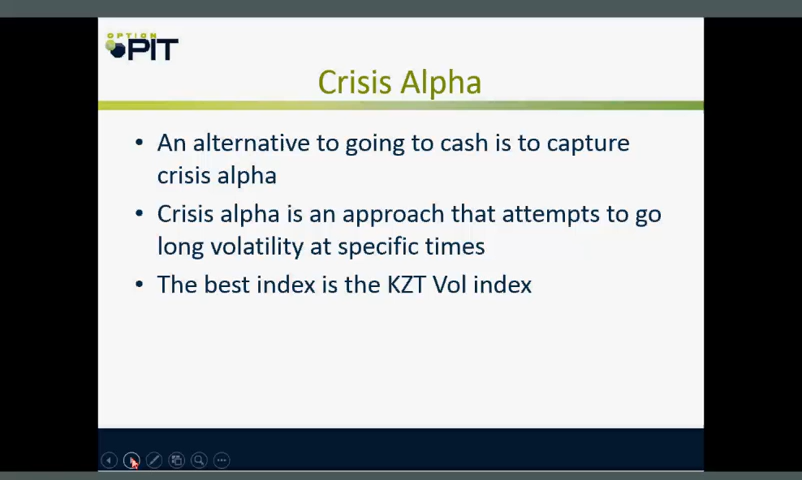 OPTION
PIT
Crisis Alpha
• An alternative to going to cash is to capture
crisis alpha
• Crisis alpha is an approach that attempts to go
long volatility at specific times
• The best index is the KZT Vol index